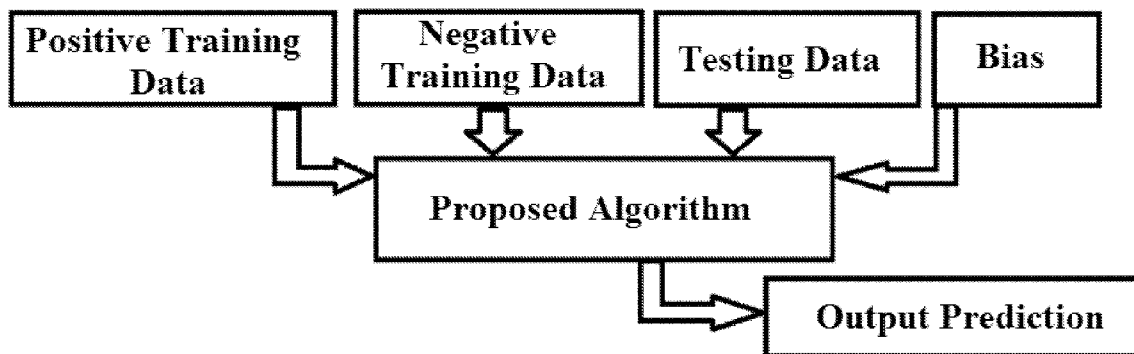 Positive Training
Data
Negative
Training Data
Testing Data
Bias
Proposed Algorithm
Output Prediction